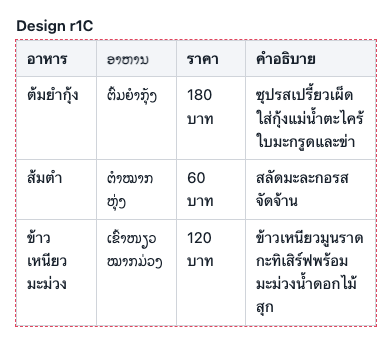 Design r1C
อาหาร ອາຫານ ราคา คำอธิบาย
ต้มยำกุ้ง ຕົ້ມຍຳກຸ້ງ 180 ซุปรสเปรี้ยวเผ็ด
บาท ใส่กุ้งแม่น้ำตะไคร้
ใบมะกรูดและข่า
ส้มตำ ຕຳໝາກ 60 สลัดมะละกอรส
ຫຸ່ງ บาท จัดจ้าน
ข้าว ເຂົ້າໜຽວ 120 ข้าวเหนียวมูนราด
เหนียว ໝາກມ່ວງ บาท กะทิเสิร์ฟพร้อม
มะม่วง มะม่วงน้ำดอกไม้
สุก